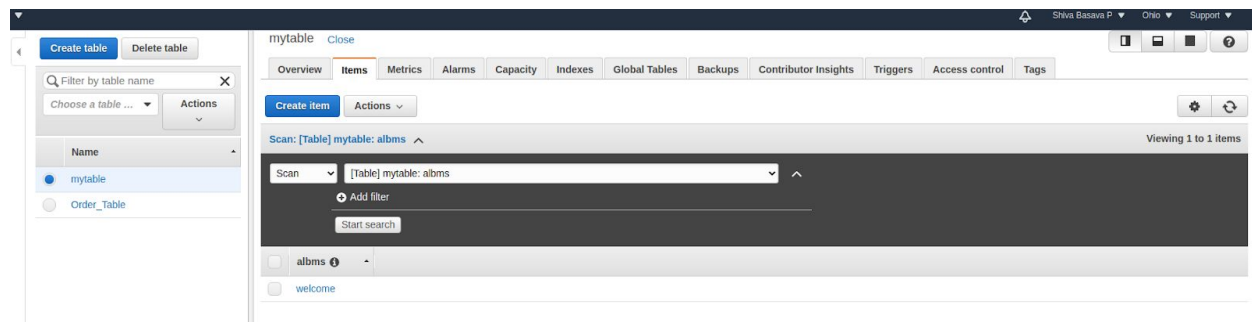 Shiva Basava P Ohio Support
Create table Delete table
Filter by table name
Choose a table ... Actions
Name
mytable
Order_Table
mytable Close
Overview Items Metrics Alarms Capacity Indexes Global Tables Backups Contributor Insights Triggers Access control Tags
Create item Actions
Scan: [Table] mytable: albms Viewing 1 to 1 items
Scan [Table] mytable: albms
Add filter
Start search
albms
welcome